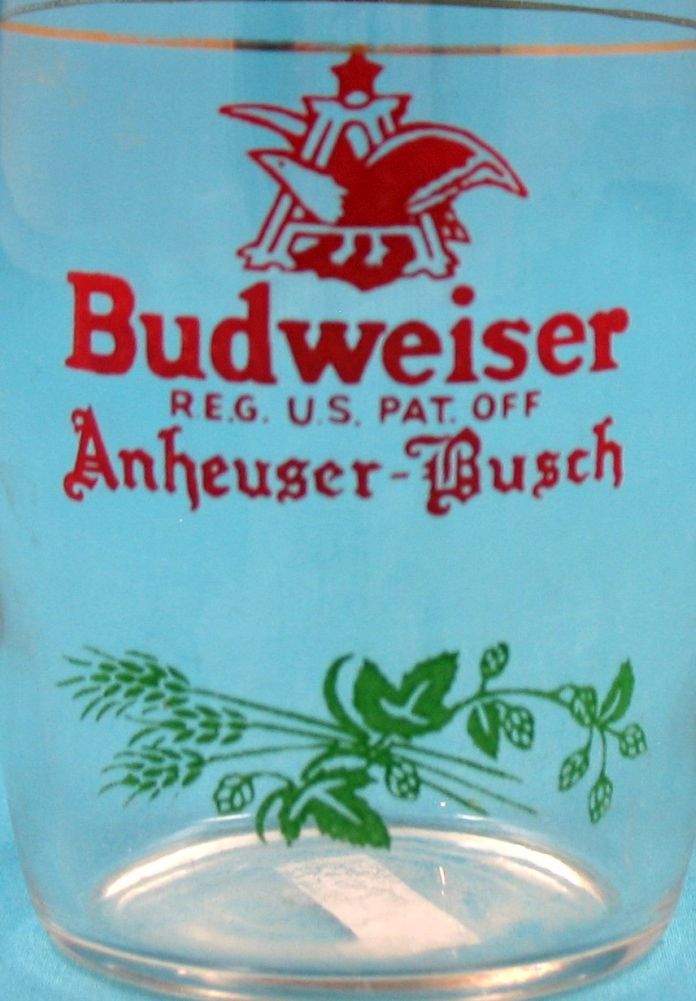 Budweiser
REG. U.S. PAT. OFF
Anheuser-Busch